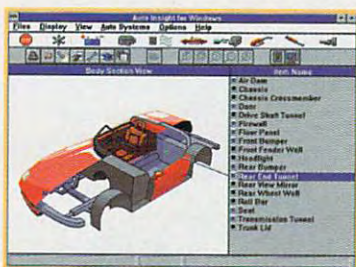 Auto Insight for Windows
Files Display View Auto Systems Options Help
Body Section View
Item Name
Air Dam
Chassis
Chassis Crossmember
Door
Drive Shaft Tunnel
Firewall
Floor Panel
Front Bumper
Front Fender Well
Headlight
Rear Bumper
Rear End Tunnel
Rear View Mirror
Rear Wheel Well
Roll Bar
Seat
Transmission Tunnel
Trunk Lid